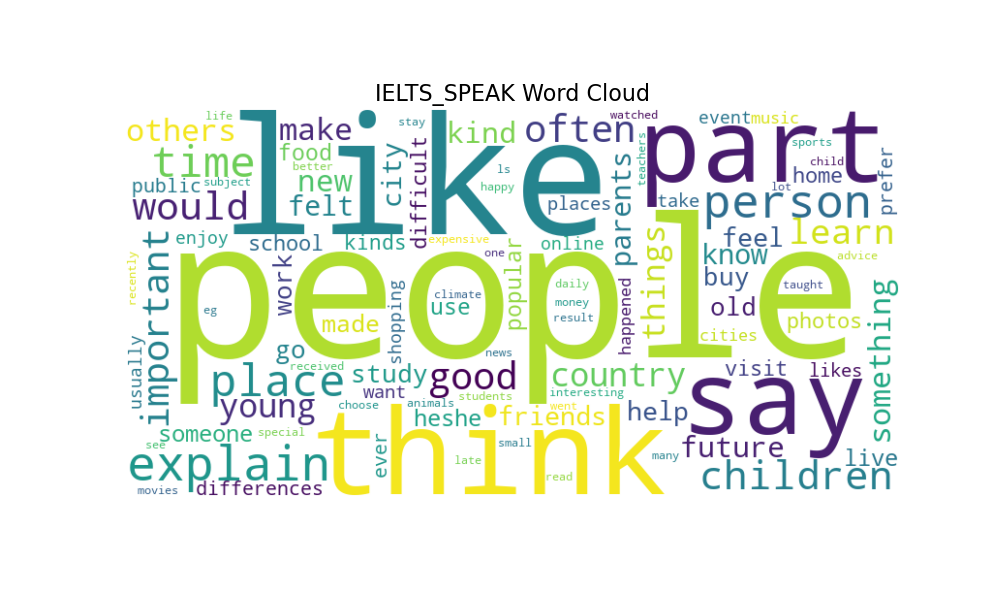 IELTS_SPEAK Word Cloud
life
stay
watched
others
make
kind
often
event
music
like
part
time
food
better
new
city
difficult
ls
happy
teachers
sports
child
home
lot
prefer
public
subject
would
felt
places
parents
take
person
enjoy
school
kinds
expensive
one
online
things
feel
learn
know
advice
recently
important
people
work
shopping
popular
daily
climate
money
result
happened
buy
taught
old
something
eg
made
use
photos
cities
usually
go
received
news
place
study
good
country
visit
likes
want
interesting
say
young
choose
animals
students
heshe
went
friends
help
someone
special
think
small
future
see
explain
ever
late
many
live
read
children
movies
differences